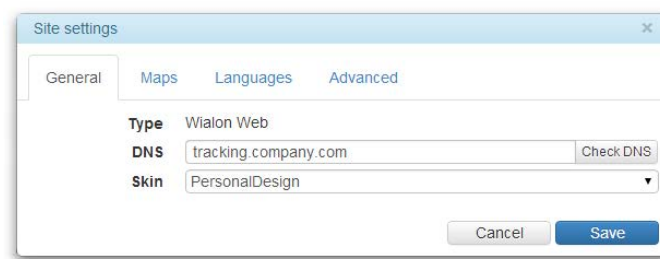 Site settings ×
General Maps Languages Advanced
Type Wialon Web
DNS tracking.company.com Check DNS
Skin PersonalDesign
Cancel Save